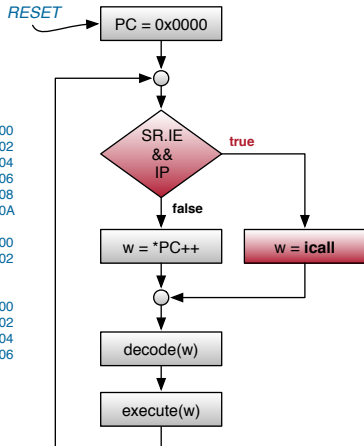 RESET
PC = 0x0000
SR.IE
&&
IP
true
false
00
02
04
06
08
0A
00
02
00
02
04
06
w = *PC++
w = icall
decode(w)
execute(w)